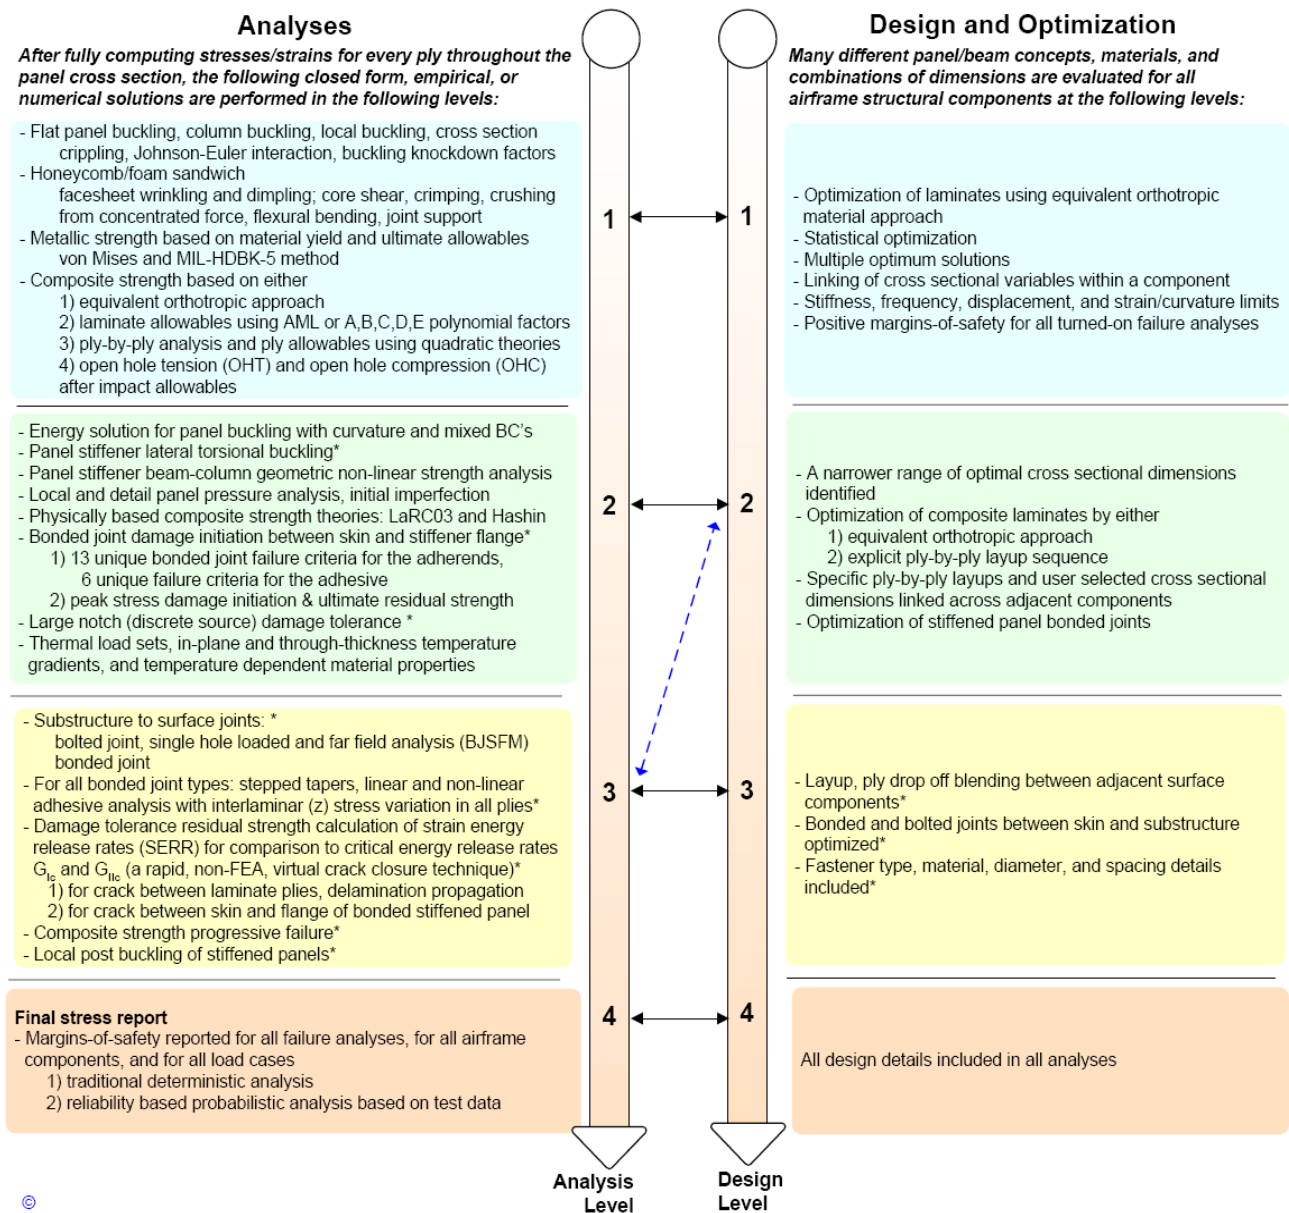 Analyses
After fully computing stresses/strains for every ply throughout the
panel cross section, the following closed form, empirical, or
numerical solutions are performed in the following levels:
- Flat panel buckling, column buckling, local buckling, cross section
crippling, Johnson-Euler interaction, buckling knockdown factors
- Honeycomb/foam sandwich
facesheet wrinkling and dimpling; core shear, crimping, crushing
from concentrated force, flexural bending, joint support
- Metallic strength based on material yield and ultimate allowables
von Mises and MIL-HDBK-5 method
- Composite strength based on either
1) equivalent orthotropic approach
2) laminate allowables using AML or A,B,C,D,E polynomial factors
3) ply-by-ply analysis and ply allowables using quadratic theories
4) open hole tension (OHT) and open hole compression (OHC)
after impact allowables
- Energy solution for panel buckling with curvature and mixed BC's
- Panel stiffener lateral torsional buckling*
- Panel stiffener beam-column geometric non-linear strength analysis
- Local and detail panel pressure analysis, initial imperfection
- Physically based composite strength theories: LaRC03 and Hashin
- Bonded joint damage initiation between skin and stiffener flange*
1) 13 unique bonded joint failure criteria for the adherends,
6 unique failure criteria for the adhesive
2) peak stress damage initiation & ultimate residual strength
- Large notch (discrete source) damage tolerance *
- Thermal load sets, in-plane and through-thickness temperature
gradients, and temperature dependent material properties
- Substructure to surface joints: *
bolted joint, single hole loaded and far field analysis (BJSFM)
bonded joint
- For all bonded joint types: stepped tapers, linear and non-linear
adhesive analysis with interlaminar (z) stress variation in all plies*
- Damage tolerance residual strength calculation of strain energy
release rates (SERR) for comparison to critical energy release rates
GIc and GIIc (a rapid, non-FEA, virtual crack closure technique)*
1) for crack between laminate plies, delamination propagation
2) for crack between skin and flange of bonded stiffened panel
- Composite strength progressive failure*
- Local post buckling of stiffened panels*
Final stress report
- Margins-of-safety reported for all failure analyses, for all airframe
components, and for all load cases
1) traditional deterministic analysis
2) reliability based probabilistic analysis based on test data
©
1
2
3
4
Analysis
Level
1
2
3
4
Design
Level
Design and Optimization
Many different panel/beam concepts, materials, and
combinations of dimensions are evaluated for all
airframe structural components at the following levels:
- Optimization of laminates using equivalent orthotropic
material approach
- Statistical optimization
- Multiple optimum solutions
- Linking of cross sectional variables within a component
- Stiffness, frequency, displacement, and strain/curvature limits
- Positive margins-of-safety for all turned-on failure analyses
- A narrower range of optimal cross sectional dimensions
identified
- Optimization of composite laminates by either
1) equivalent orthotropic approach
2) explicit ply-by-ply layup sequence
- Specific ply-by-ply layups and user selected cross sectional
dimensions linked across adjacent components
- Optimization of stiffened panel bonded joints
- Layup, ply drop off blending between adjacent surface
components*
- Bonded and bolted joints between skin and substructure
optimized*
- Fastener type, material, diameter, and spacing details
included*
All design details included in all analyses